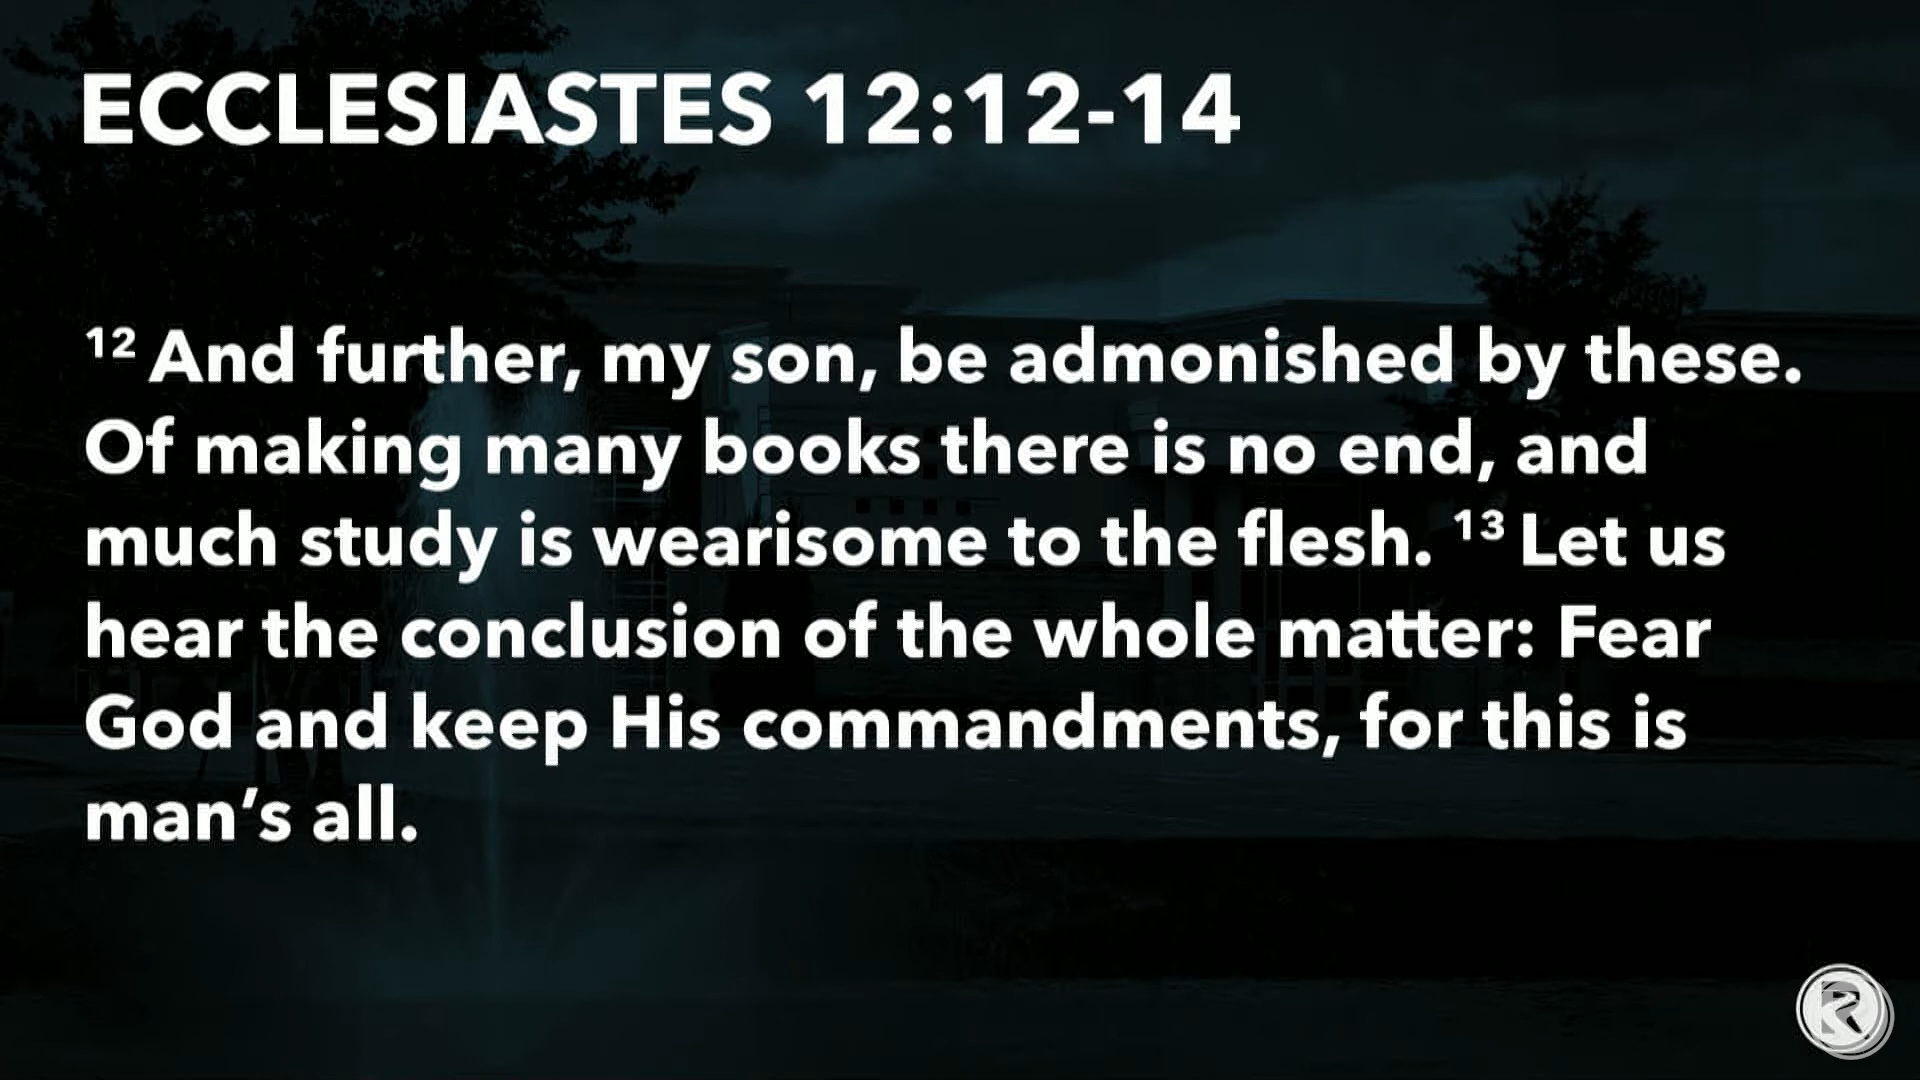 ECCLESIASTES 12:12-14
12 And further, my son, be admonished by these.
Of making many books there is no end, and
much study is wearisome to the flesh. 13 Let us
hear the conclusion of the whole matter: Fear
God and keep His commandments, for this is
man’s all.
R